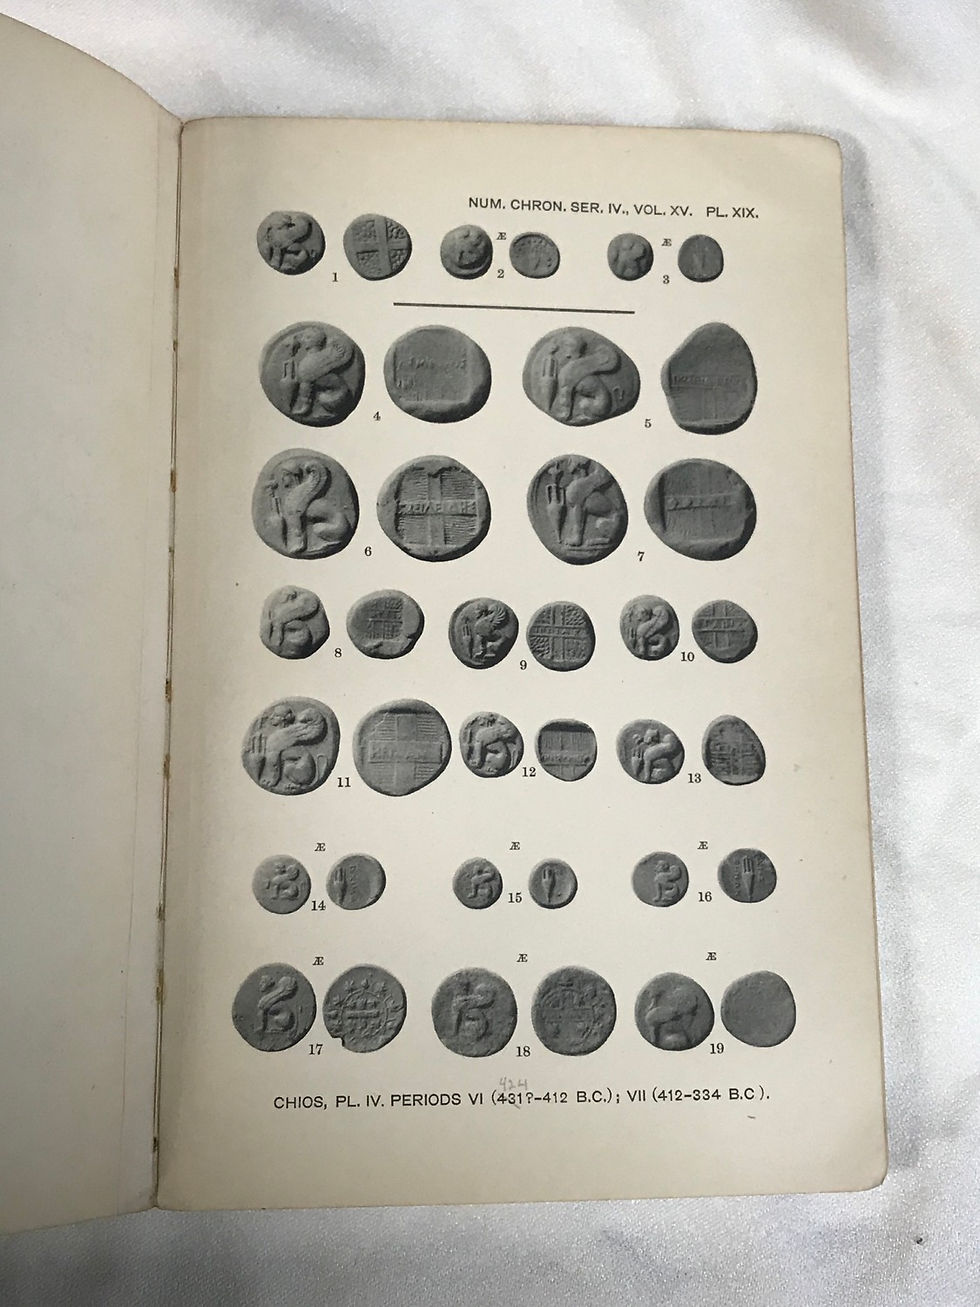 NUM. CHRON. SER. IV., VOL. XV. PL. XIX.
Æ Æ
1 2 3
4 5
6 7
8 9 10
11 12 13
Æ Æ Æ
14 15 16
Æ Æ Æ
17 18 19
424
CHIOS, PL. IV. PERIODS VI (431?–412 B.C.); VII (412–334 B.C ).